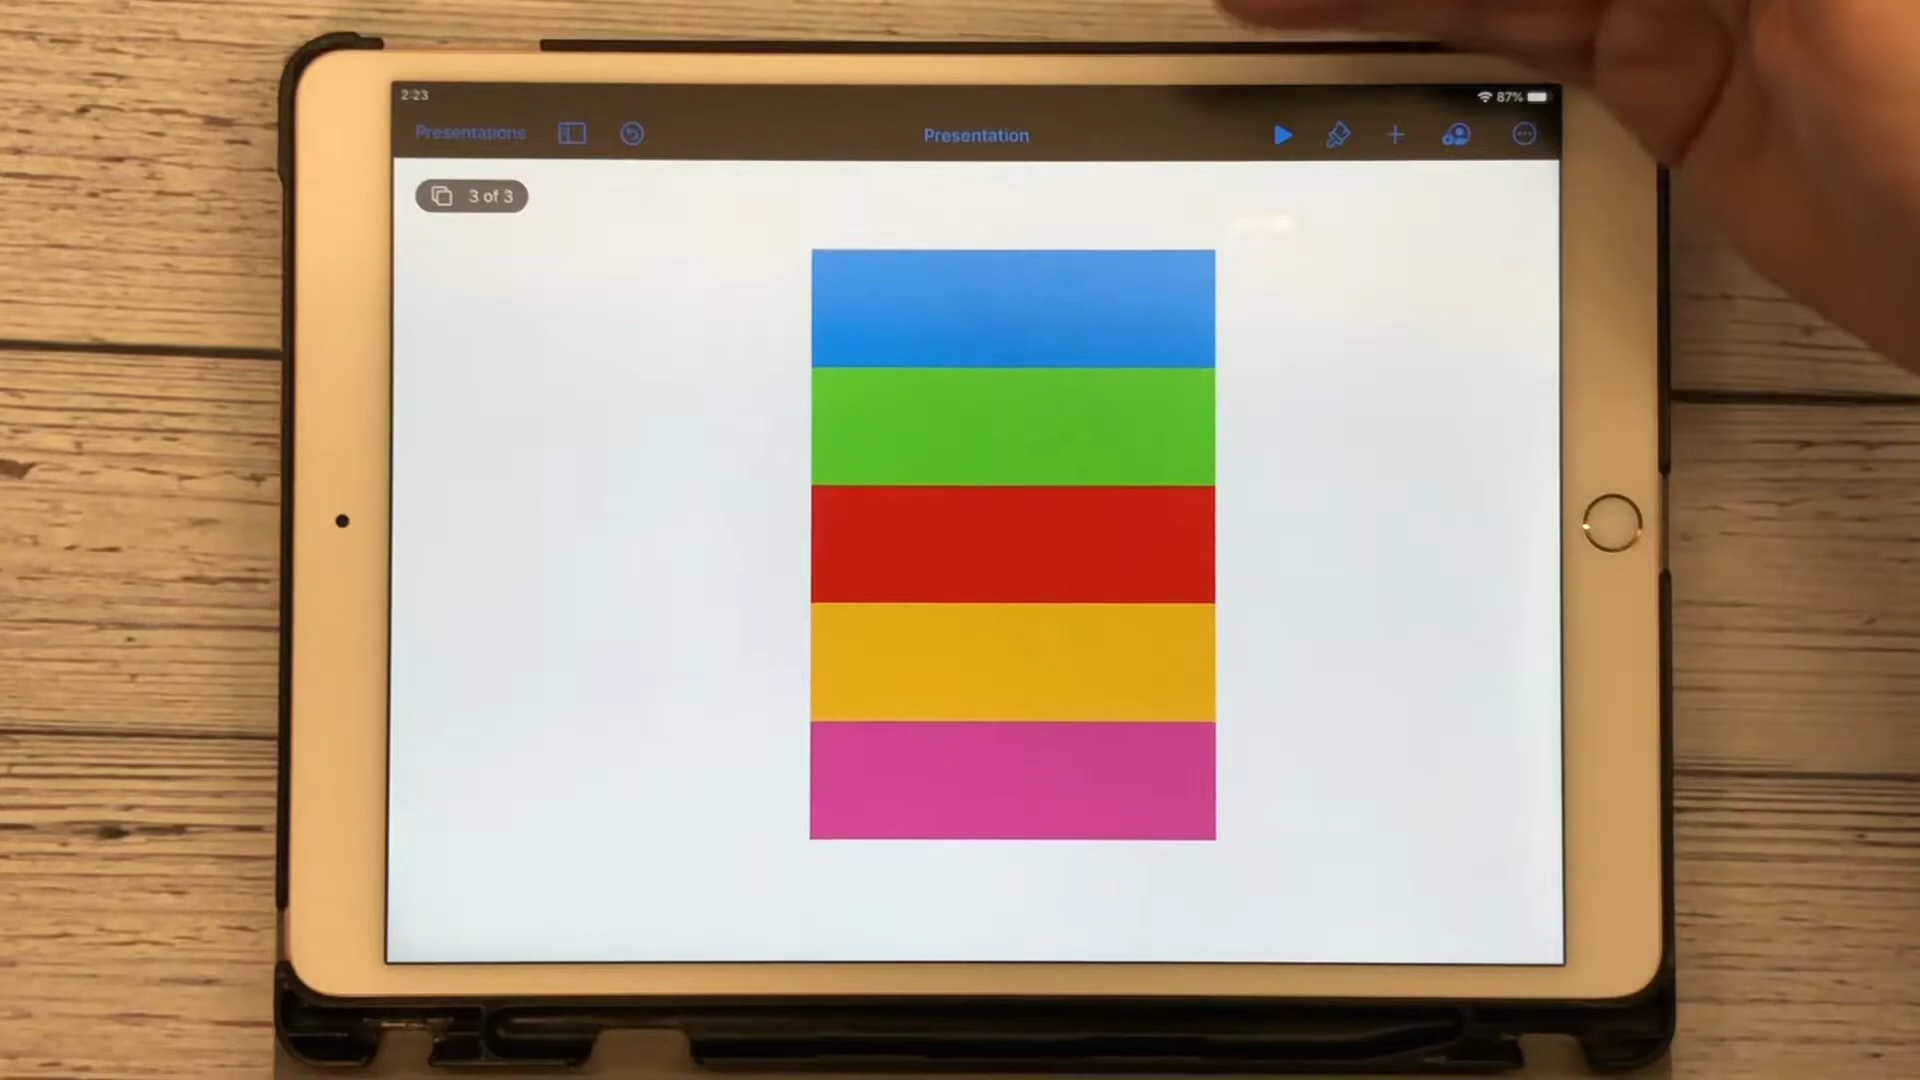 2:23
87%
Presentations
Presentation
3 of 3